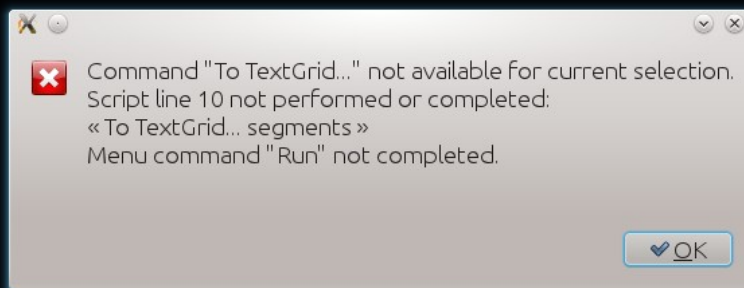 Command "To TextGrid..." not available for current selection.
Script line 10 not performed or completed:
« To TextGrid... segments »
Menu command "Run" not completed.
OK